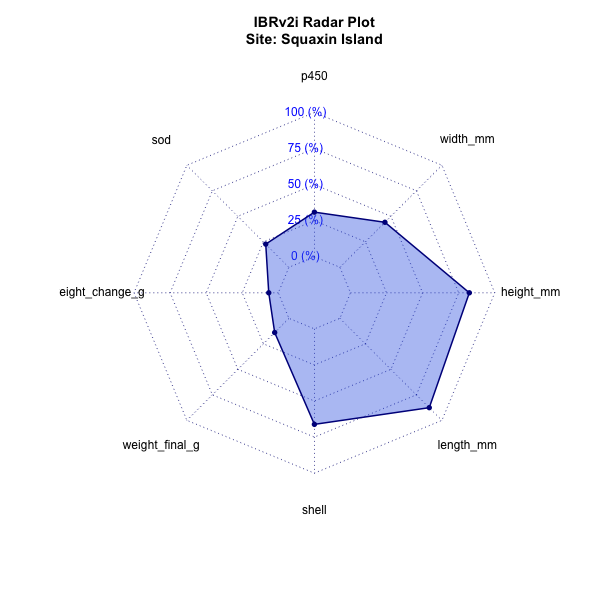 IBRv2i Radar Plot
Site: Squaxin Island
p450
100 (%)
sod
width_mm
75 (%)
50 (%)
25 (%)
0 (%)
eight_change_g
height_mm
weight_final_g
length_mm
shell